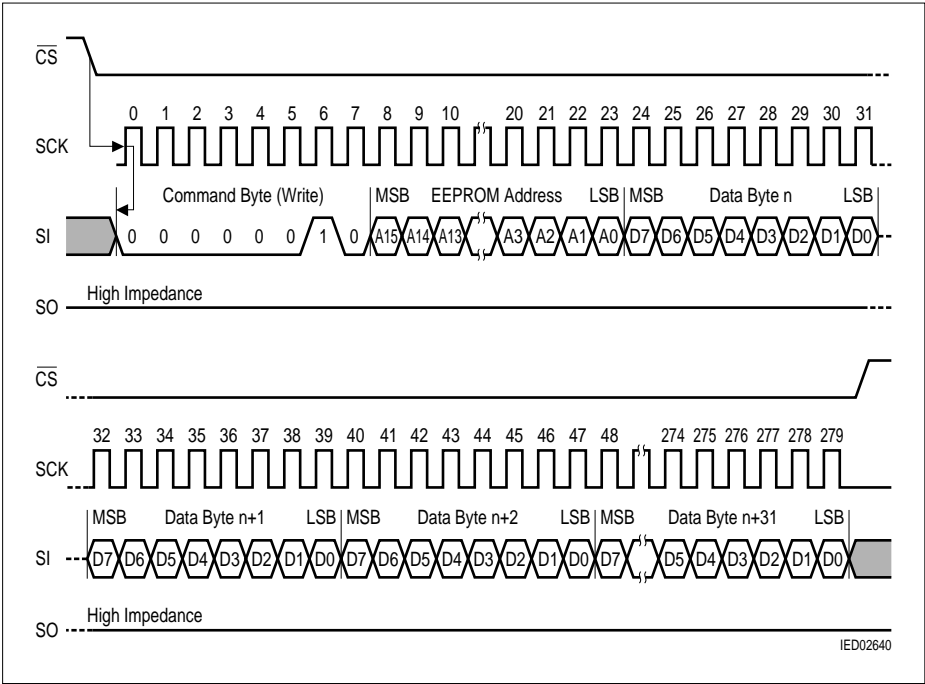 CS
0 1 2 3 4 5 6 7 8 9 10 20 21 22 23 24 25 26 27 28 29 30 31
SCK
Command Byte (Write) MSB EEPROM Address LSB MSB Data Byte n LSB
SI 0 0 0 0 0 0 1 0 A15 A14 A13 A3 A2 A1 A0 D7 D6 D5 D4 D3 D2 D1 D0
High Impedance
SO
CS
32 33 34 35 36 37 38 39 40 41 42 43 44 45 46 47 48 274 275 276 277 278 279
SCK
MSB Data Byte n+1 LSB MSB Data Byte n+2 LSB MSB Data Byte n+31 LSB
SI D7 D6 D5 D4 D3 D2 D1 D0 D7 D6 D5 D4 D3 D2 D1 D0 D7 D5 D4 D3 D2 D1 D0
High Impedance
SO
IED02640